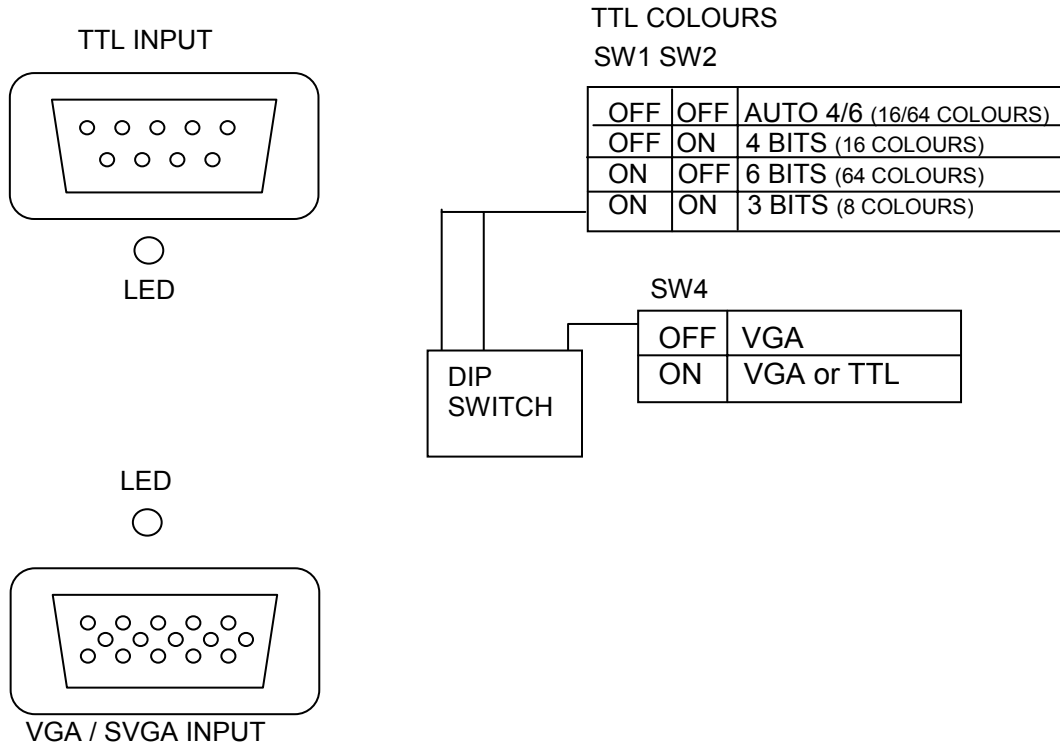 TTL INPUT
LED
LED
VGA / SVGA INPUT
TTL COLOURS
SW1 SW2
OFF OFF AUTO 4/6 (16/64 COLOURS)
OFF ON 4 BITS (16 COLOURS)
ON OFF 6 BITS (64 COLOURS)
ON ON 3 BITS (8 COLOURS)
SW4
OFF VGA
ON VGA or TTL
DIP
SWITCH